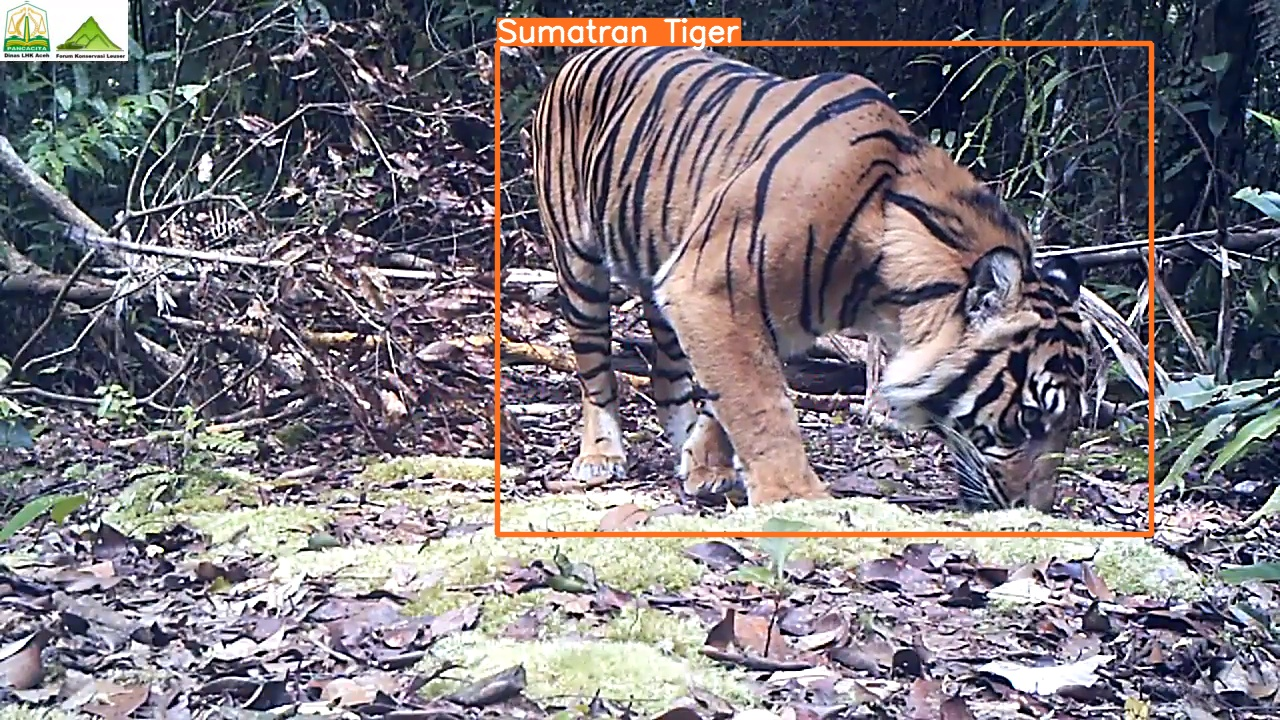 Sumatran Tiger
PANCACITA
Dinas LHK Aceh
Forum Konservasi Leuser